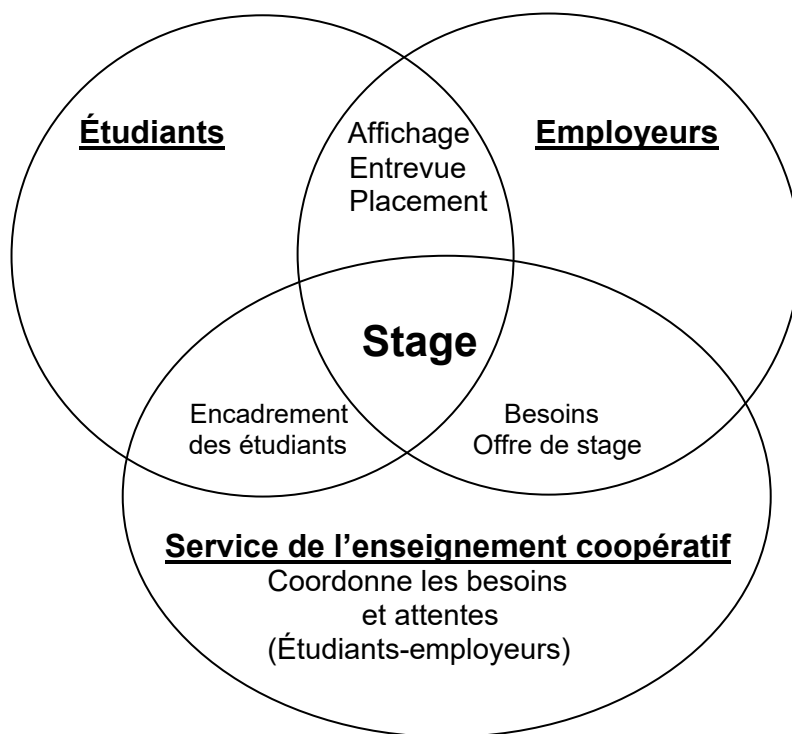 Étudiants
Affichage
Entrevue
Placement
Employeurs
Stage
Encadrement
des étudiants
Besoins
Offre de stage
Service de l’enseignement coopératif
Coordonne les besoins
et attentes
(Étudiants-employeurs)